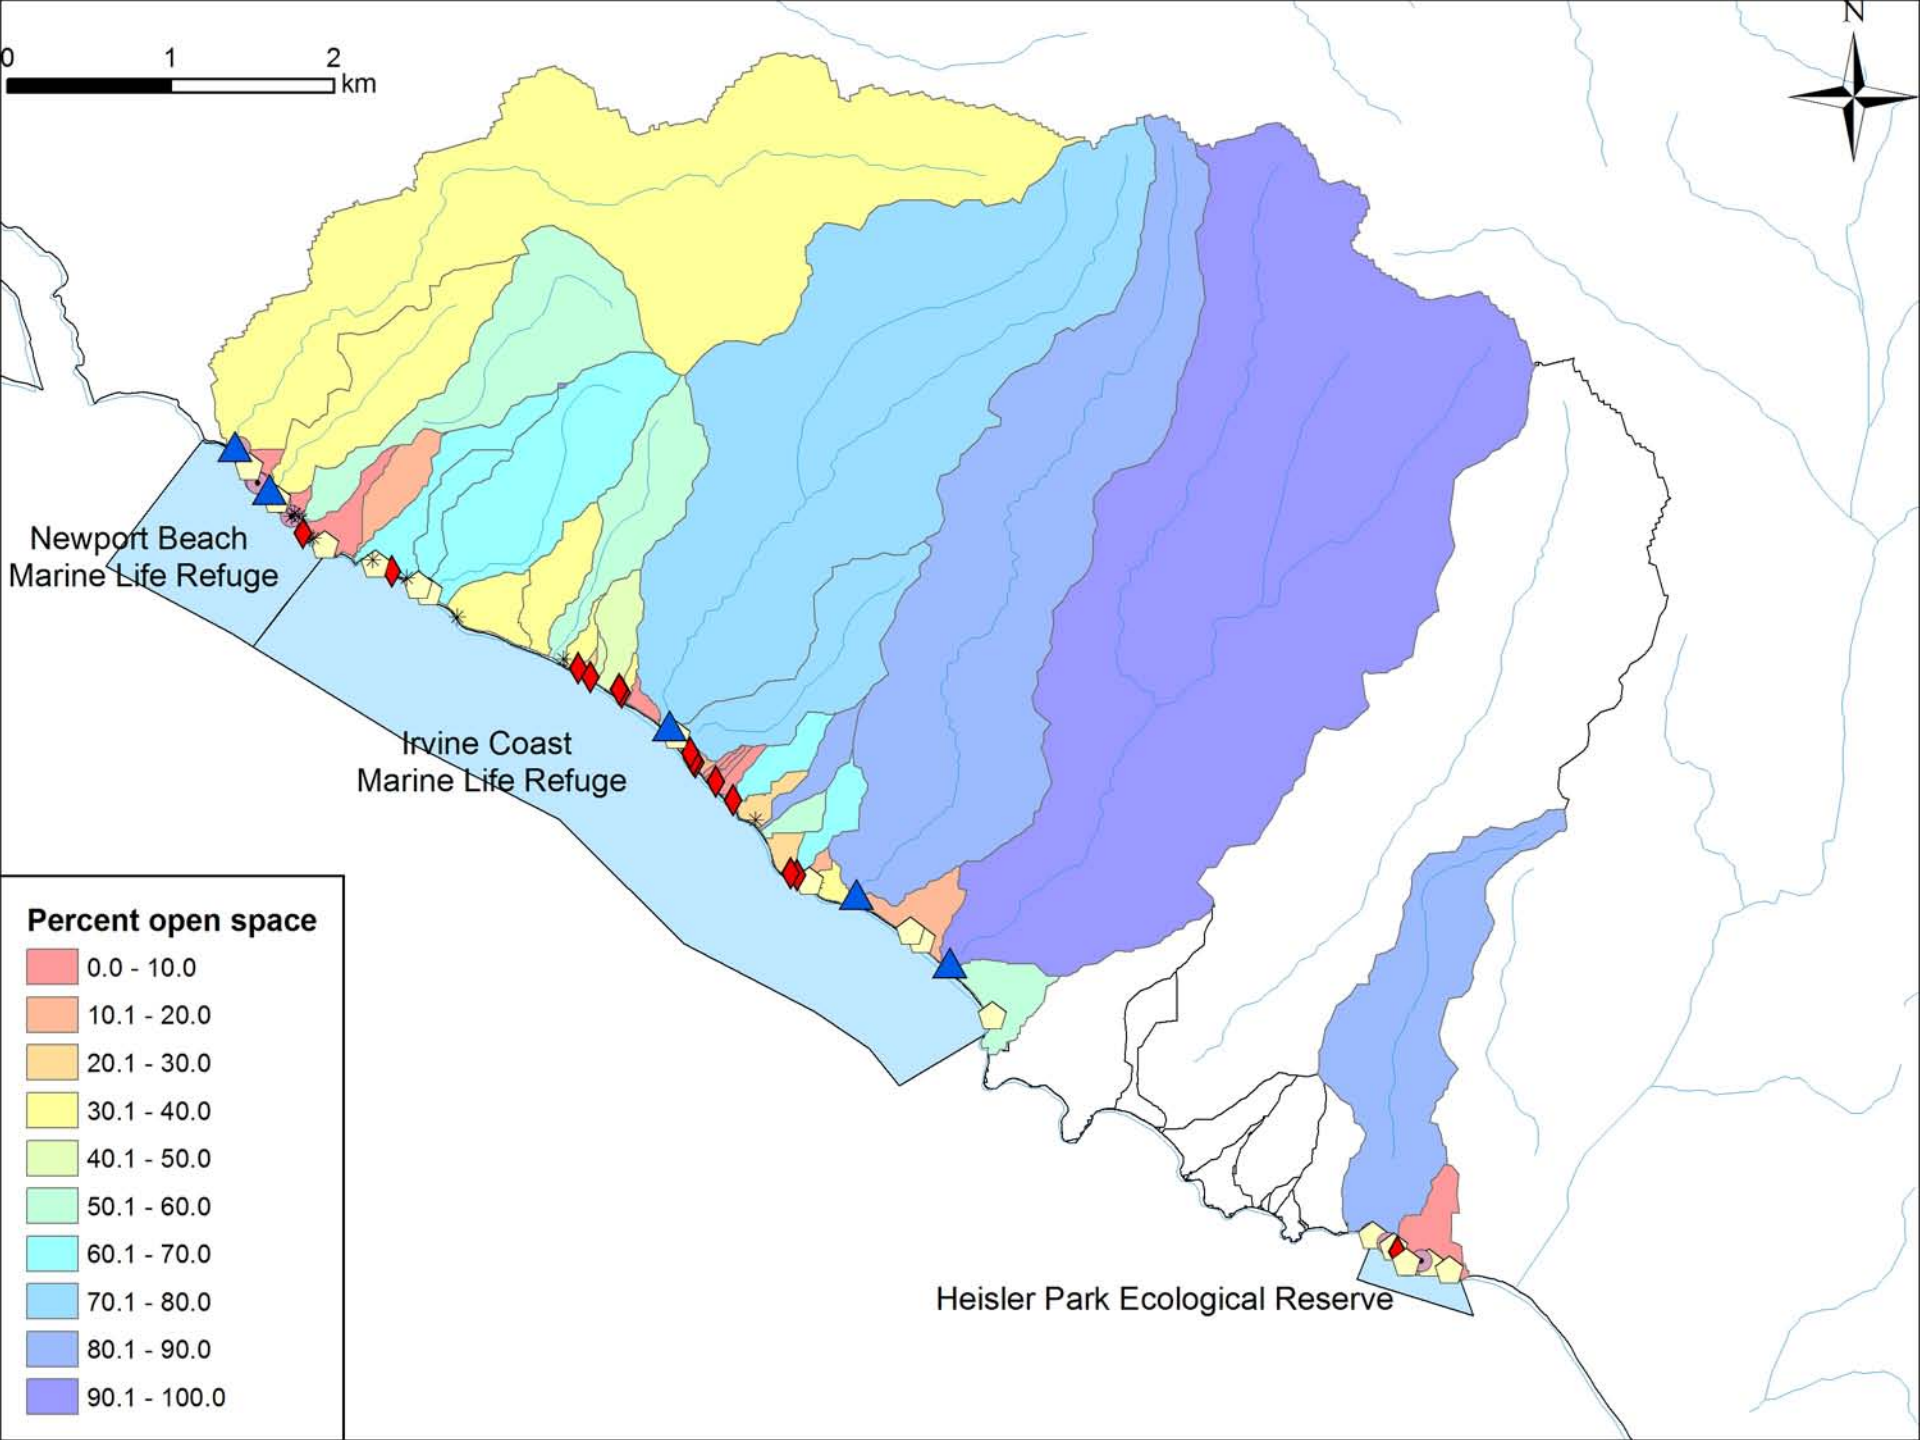 N
0 1 2
km
Newport Beach
Marine Life Refuge
Irvine Coast
Marine Life Refuge
Heisler Park Ecological Reserve
Percent open space
0.0 - 10.0
10.1 - 20.0
20.1 - 30.0
30.1 - 40.0
40.1 - 50.0
50.1 - 60.0
60.1 - 70.0
70.1 - 80.0
80.1 - 90.0
90.1 - 100.0